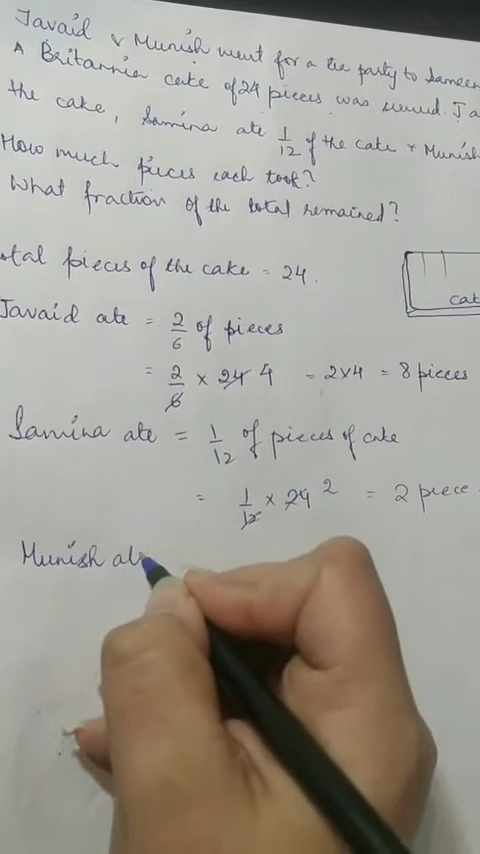 Javaid & Munish went for a tea party to Sameen
A Britannia cake of 24 pieces was served. Ja
the cake, Samina ate 1/12 of the cake & Munish
How much pieces each took?
What fraction of the total remained?
otal pieces of the cake = 24.
cak
Javaid ate = 2/6 of pieces
= 2/6 x 24 4 = 2x4 = 8 pieces
Samina ate = 1/12 of pieces of cake
= 1/12 x 24 2 = 2 piece
Munish at